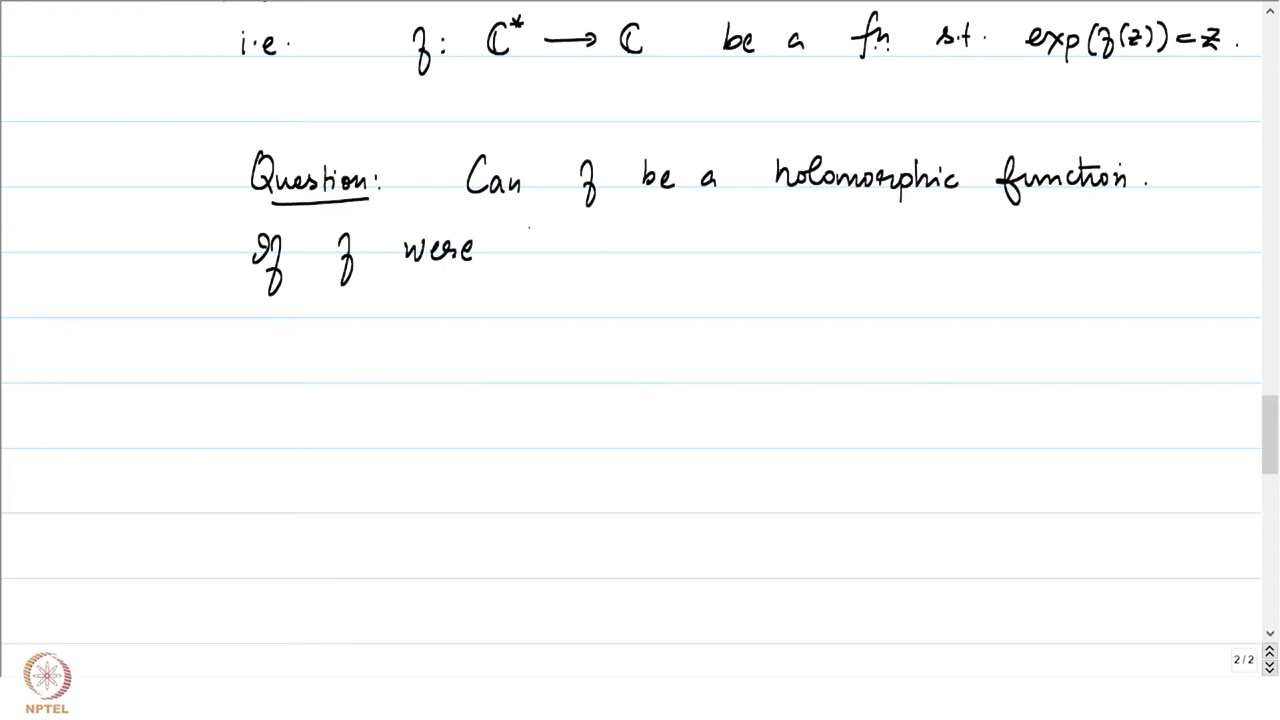 i.e. f: ℂ* ⟶ ℂ be a fn. s.t. exp(f(z)) = z.
Question: Can f be a holomorphic function.
If f were
2 / 2
NPTEL